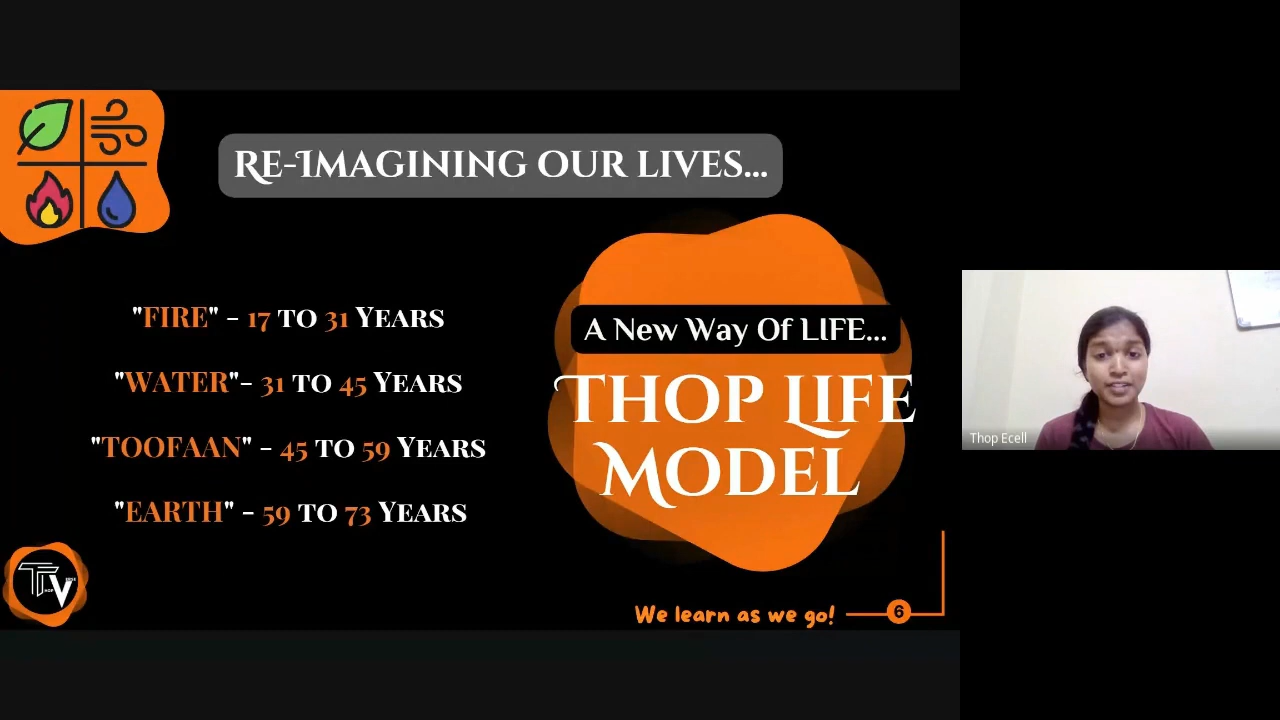 RE-IMAGINING OUR LIVES...
"FIRE" - 17 TO 31 YEARS
"WATER"- 31 TO 45 YEARS
"TOOFAAN" - 45 TO 59 YEARS
"EARTH" - 59 TO 73 YEARS
A New Way Of LIFE...
THOP LIFE
MODEL
Thop Ecell
TV
We learn as we go!
6